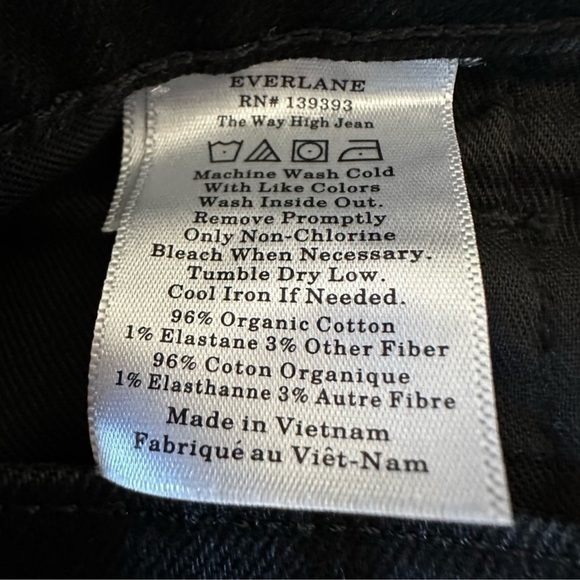 EVERLANE
RN# 139393
The Way High Jean
Machine Wash Cold
With Like Colors
Wash Inside Out.
Remove Promptly
Only Non-Chlorine
Bleach When Necessary.
Tumble Dry Low.
Cool Iron If Needed.
96% Organic Cotton
1% Elastane 3% Other Fiber
96% Coton Organique
1% Elasthanne 3% Autre Fibre
Made in Vietnam
Fabriqué au Viêt-Nam